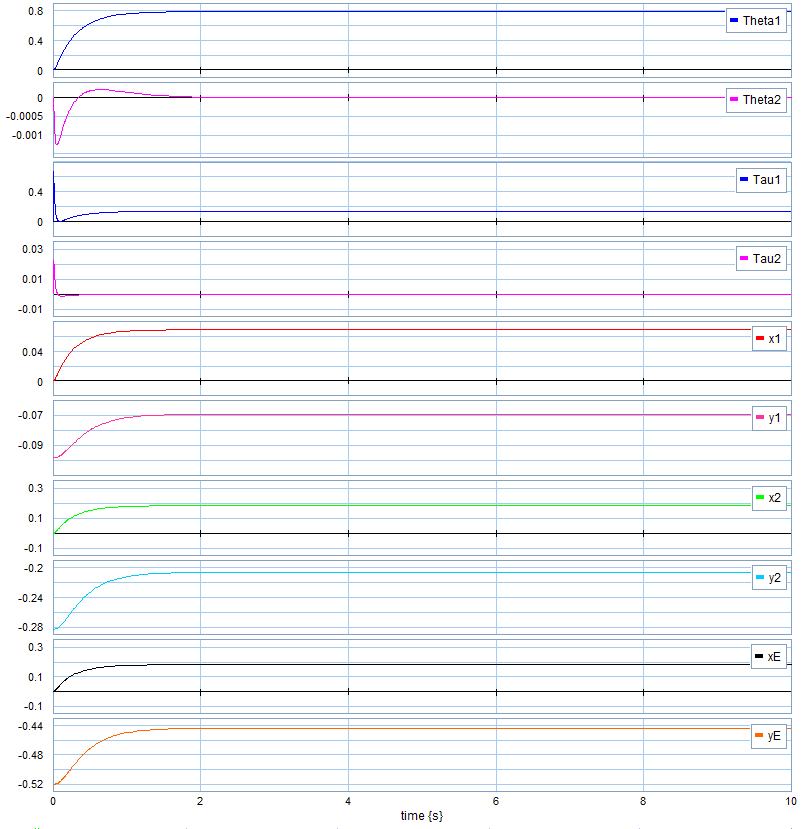 0.8
0.4
0
Theta1
0
-0.0005
-0.001
Theta2
0.4
0
Tau1
0.03
0.01
-0.01
Tau2
0.04
0
x1
-0.07
-0.09
y1
0.3
0.1
-0.1
x2
-0.2
-0.24
-0.28
y2
0.3
0.1
-0.1
xE
-0.44
-0.48
-0.52
yE
0 2 4 6 8 10
time {s}